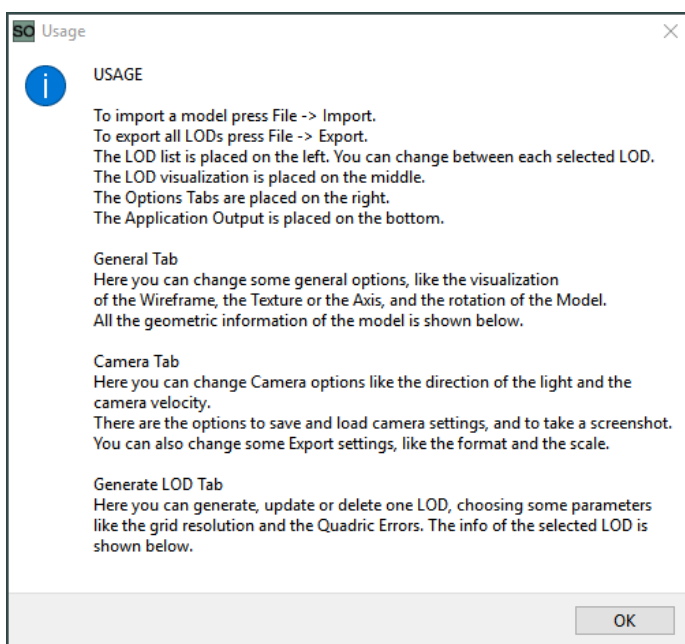 SO Usage
USAGE
To import a model press File -> Import.
To export all LODs press File -> Export.
The LOD list is placed on the left. You can change between each selected LOD.
The LOD visualization is placed on the middle.
The Options Tabs are placed on the right.
The Application Output is placed on the bottom.
General Tab
Here you can change some general options, like the visualization
of the Wireframe, the Texture or the Axis, and the rotation of the Model.
All the geometric information of the model is shown below.
Camera Tab
Here you can change Camera options like the direction of the light and the
camera velocity.
There are the options to save and load camera settings, and to take a screenshot.
You can also change some Export settings, like the format and the scale.
Generate LOD Tab
Here you can generate, update or delete one LOD, choosing some parameters
like the grid resolution and the Quadric Errors. The info of the selected LOD is
shown below.
OK